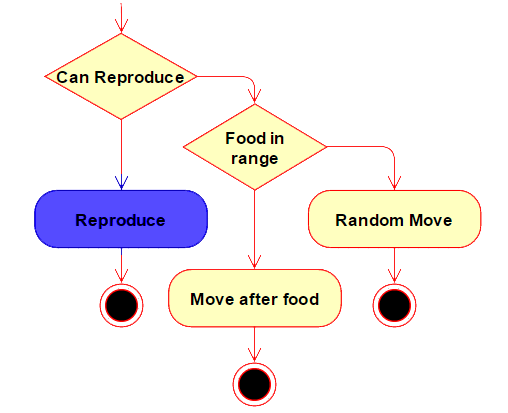 Can Reproduce
Food in
range
Reproduce
Random Move
Move after food